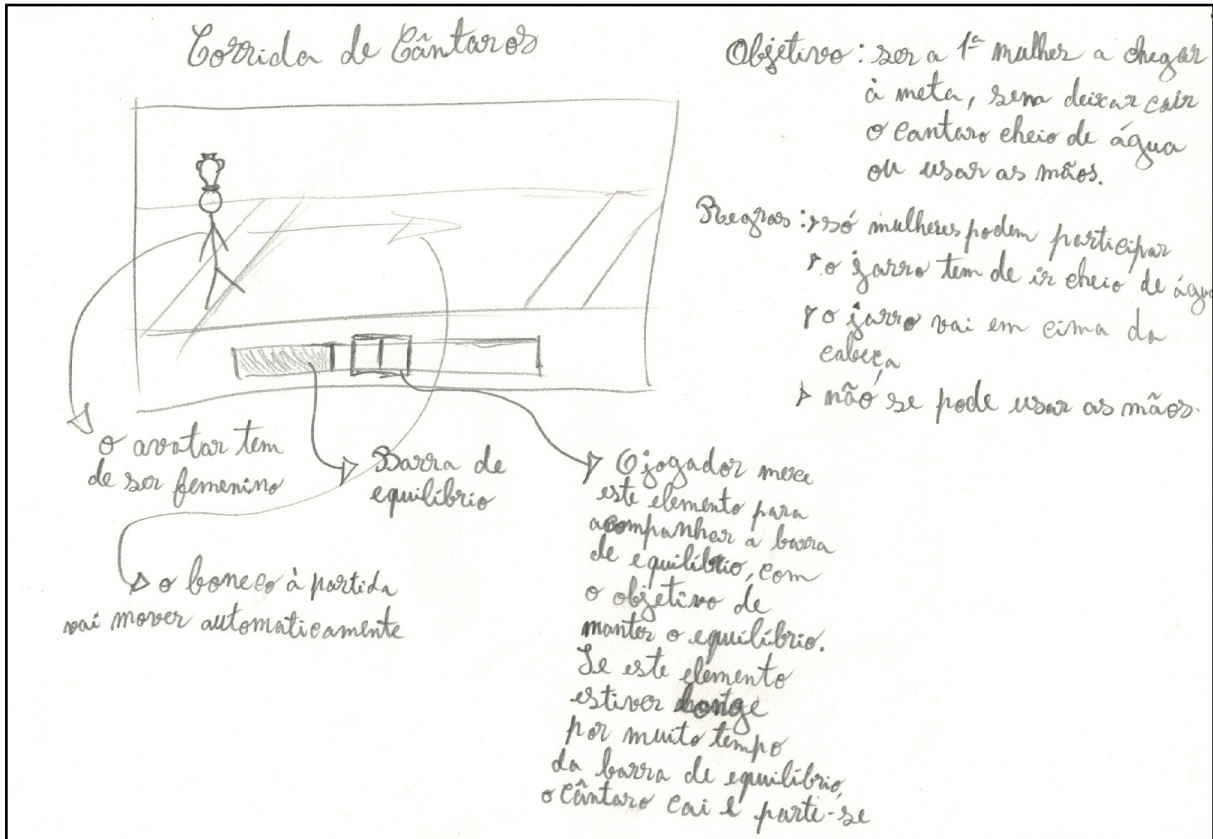 Corrida de Cântaros
Objetivo: ser a 1ª mulher a chegar
à meta, sem deixar cair
o cantaro cheio de água
ou usar as mãos.
Regras: só mulheres podem participar
o jarro tem de ir cheio de água
o jarro vai em cima da
cabeça
não se pode usar as mãos.
o avatar tem
de ser femenino
Barra de
equilíbrio
o boneco à partida
vai mover automaticamente
O jogador move
este elemento para
acompanhar a barra
de equilíbrio, com
o objetivo de
manter o equilíbrio.
Se este elemento
estiver longe
por muito tempo
da barra de equilíbrio,
o cântaro cai e parte-se